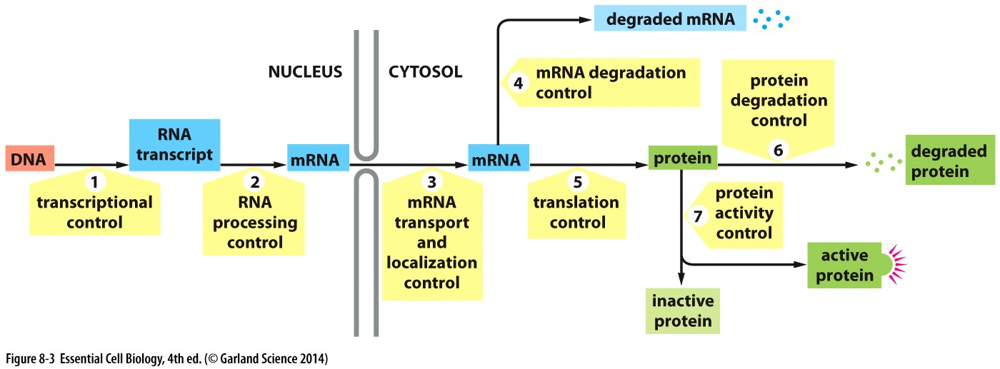 degraded mRNA
NUCLEUS
CYTOSOL
4
mRNA degradation
control
protein
degradation
control
6
DNA
RNA
transcript
mRNA
mRNA
protein
degraded
protein
1
transcriptional
control
2
RNA
processing
control
3
mRNA
transport
and
localization
control
5
translation
control
7
protein
activity
control
active
protein
inactive
protein
Figure 8-3 Essential Cell Biology, 4th ed. (© Garland Science 2014)